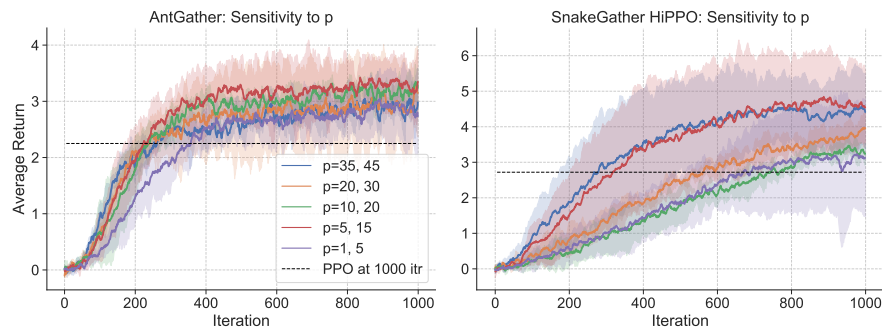 AntGather: Sensitivity to p
Average Return
4
3
2
1
0
p=35, 45
p=20, 30
p=10, 20
p=5, 15
p=1, 5
PPO at 1000 itr
0 200 400 600 800 1000
Iteration
SnakeGather HiPPO: Sensitivity to p
6
5
4
3
2
1
0
0 200 400 600 800 1000
Iteration